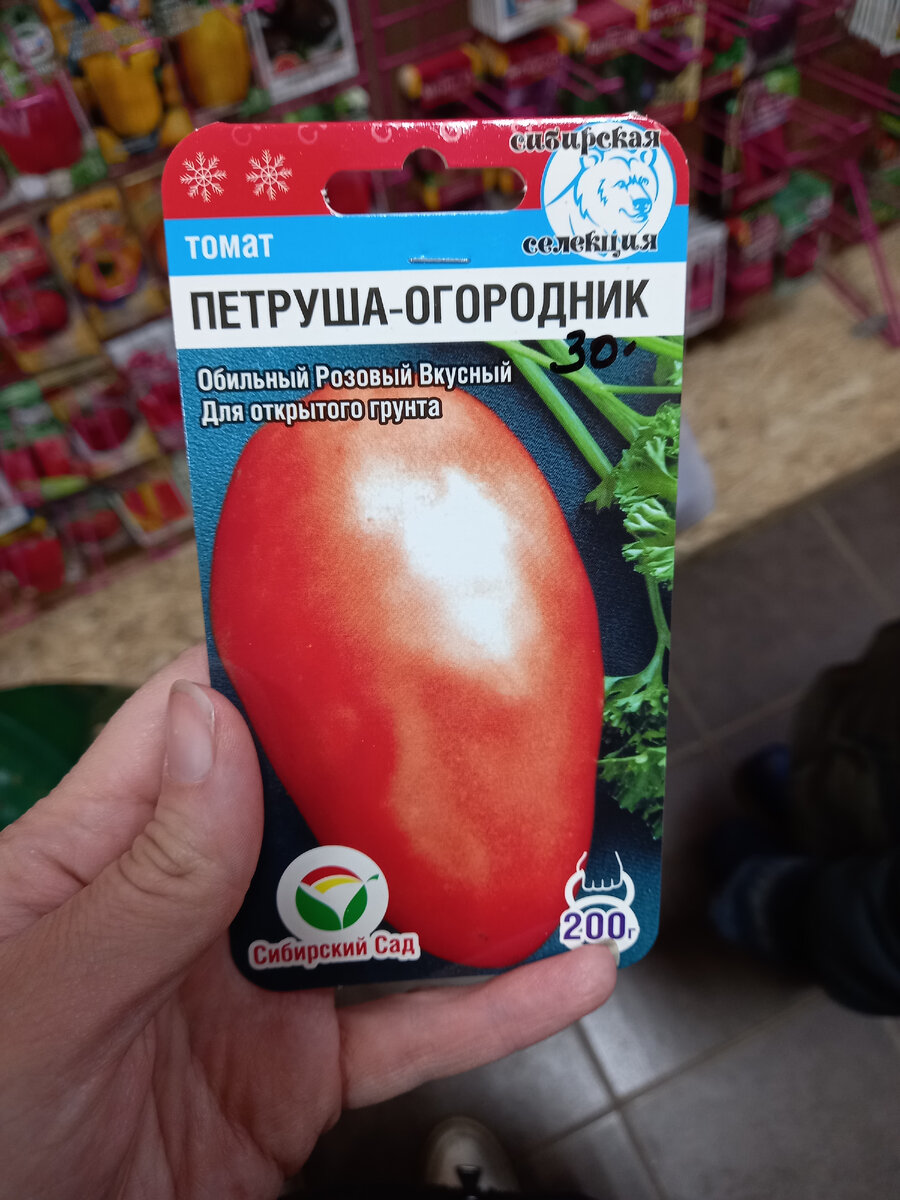 сибирская
селекция
томат
ПЕТРУША-ОГОРОДНИК
30.
Обильный Розовый Вкусный
Для открытого грунта
Сибирский Сад
200г